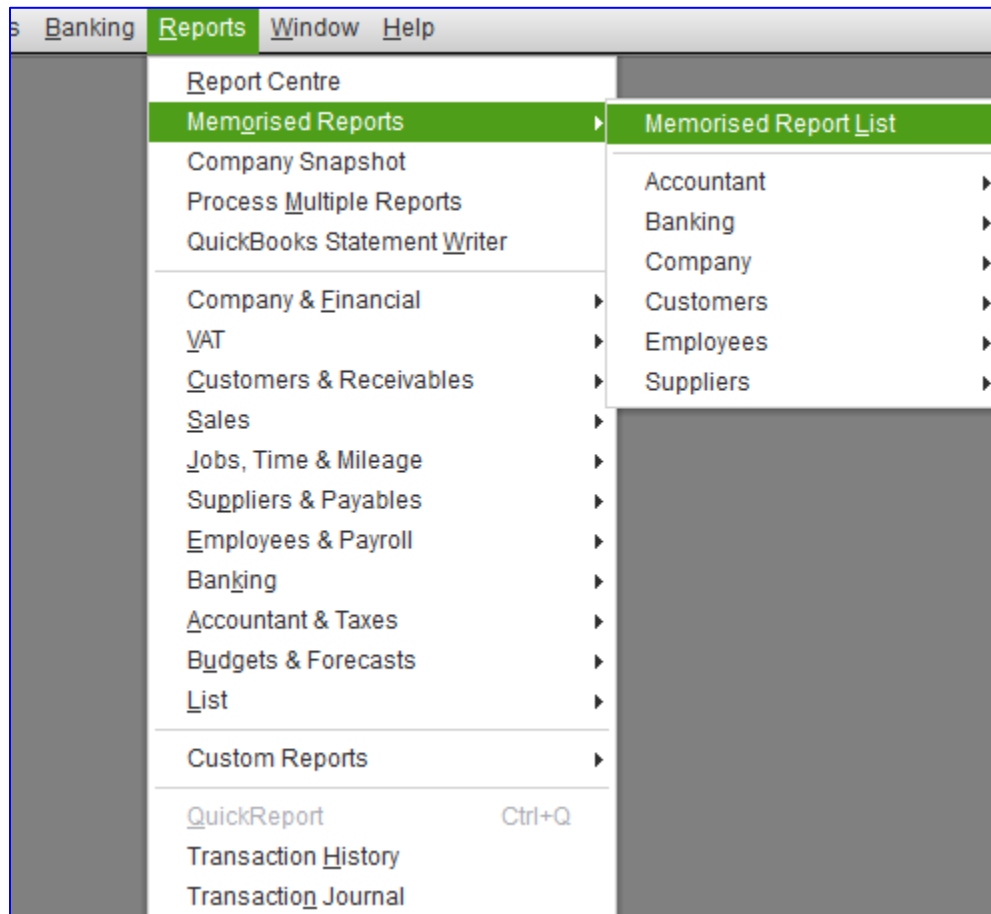 s Banking Reports Window Help
Report Centre
Memorised Reports
Company Snapshot
Process Multiple Reports
QuickBooks Statement Writer
Company & Financial
VAT
Customers & Receivables
Sales
Jobs, Time & Mileage
Suppliers & Payables
Employees & Payroll
Banking
Accountant & Taxes
Budgets & Forecasts
List
Custom Reports
QuickReport Ctrl+Q
Transaction History
Transaction Journal
Memorised Report List
Accountant
Banking
Company
Customers
Employees
Suppliers